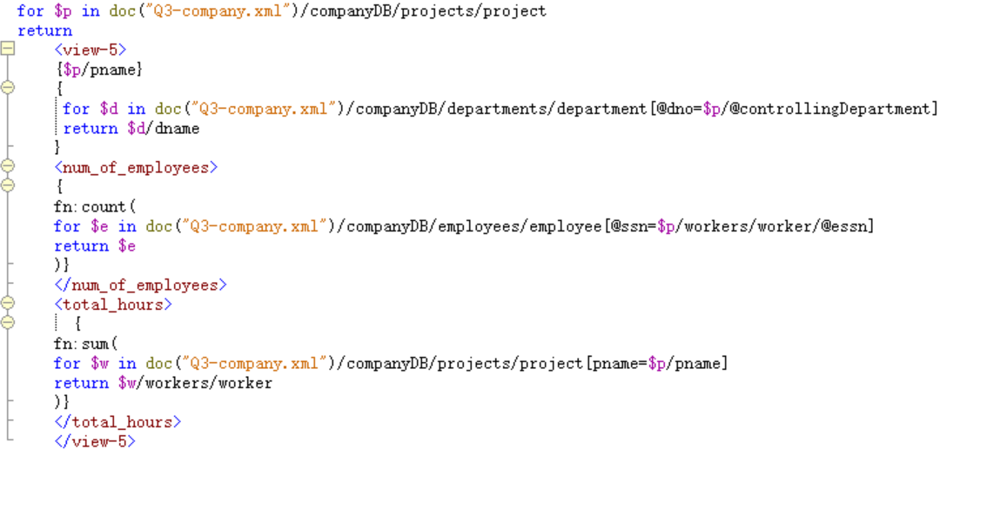 for $p in doc("Q3-company.xml")/companyDB/projects/project
return
<view-5>
{$p/pname}
{
for $d in doc("Q3-company.xml")/companyDB/departments/department[@dno=$p/@controllingDepartment]
return $d/dname
}
<num_of_employees>
{
fn:count(
for $e in doc("Q3-company.xml")/companyDB/employees/employee[@ssn=$p/workers/worker/@essn]
return $e
)}
</num_of_employees>
<total_hours>
{
fn:sum(
for $w in doc("Q3-company.xml")/companyDB/projects/project[pname=$p/pname]
return $w/workers/worker
)}
</total_hours>
</view-5>